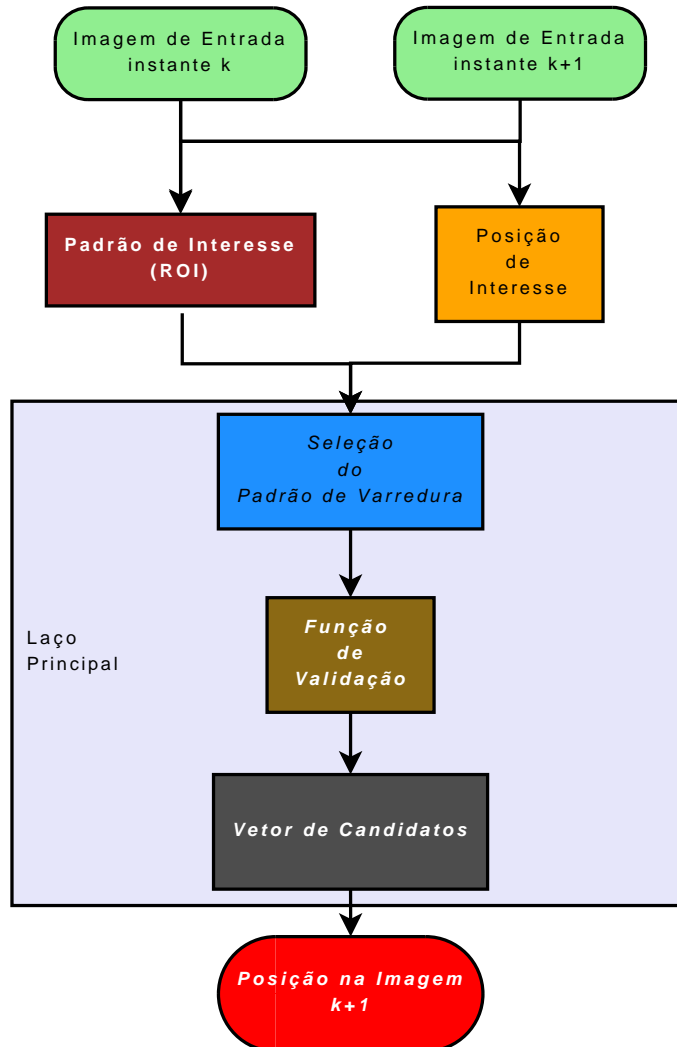 Imagem de Entrada
instante k
Imagem de Entrada
instante k+1
Padrão de Interesse
(ROI)
Posição
de
Interesse
Seleção
do
Padrão de Varredura
Função
de
Validação
Laço
Principal
Vetor de Candidatos
Posição na Imagem
k+1